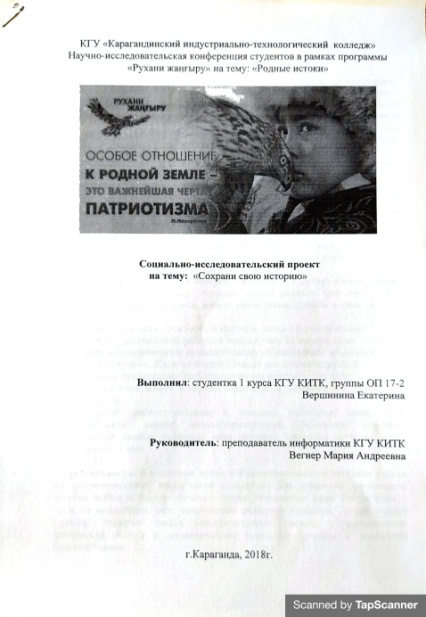 КГУ «Карагандинский индустриально-технологический колледж»
Научно-исследовательская конференция студентов в рамках программы
«Рухани жаңғыру» на тему: «Родные истоки»
РУХАНИ
ЖАҢҒЫРУ
ОСОБОЕ ОТНОШЕНИЕ
К РОДНОЙ ЗЕМЛЕ –
ЭТО ВАЖНЕЙШАЯ ЧЕРТА
ПАТРИОТИЗМА
Социально-исследовательский проект
на тему: «Сохрани свою историю»
Выполнил: студентка 1 курса КГУ КИТК, группы ОП 17-2
Вершинина Екатерина
Руководитель: преподаватель информатики КГУ КИТК
Вегнер Мария Андреевна
г.Караганда, 2018г.
Scanned by TapScanner